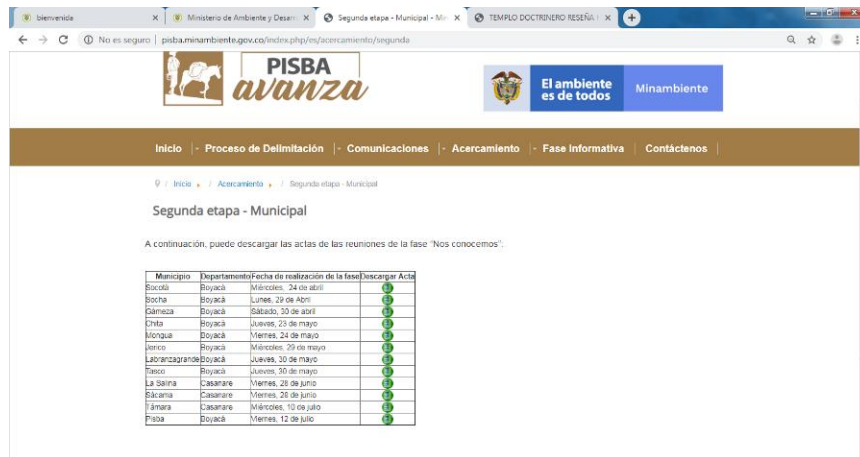 bienvenida
Ministerio de Ambiente y Desarr
Segunda etapa - Municipal - Min
TEMPLO DOCTRINERO RESEÑA
No es seguro | pisba.minambiente.gov.co/index.php/es/acercamiento/segunda
PISBA
avanza
El ambiente
es de todos
Minambiente
Inicio - Proceso de Delimitación - Comunicaciones - Acercamiento - Fase Informativa Contáctenos
/ Inicio / Acercamiento / Segunda etapa - Municipal
Segunda etapa - Municipal
A continuación, puede descargar las actas de las reuniones de la fase "Nos conocemos".
Municipio Departamento Fecha de realización de la fase Descargar Acta
Socotá Boyacá Miércoles, 24 de abril
Socha Boyacá Lunes, 29 de Abril
Gámeza Boyacá Sábado, 30 de abril
Chita Boyacá Jueves, 23 de mayo
Mongua Boyacá Viernes, 24 de mayo
Jerico Boyacá Miércoles, 29 de mayo
Labranzagrande Boyacá Jueves, 30 de mayo
Tasco Boyacá Jueves, 30 de mayo
La Salina Casanare Viernes, 28 de junio
Sácama Casanare Viernes, 28 de junio
Támara Casanare Miércoles, 10 de julio
Pisba Boyacá Viernes, 12 de julio